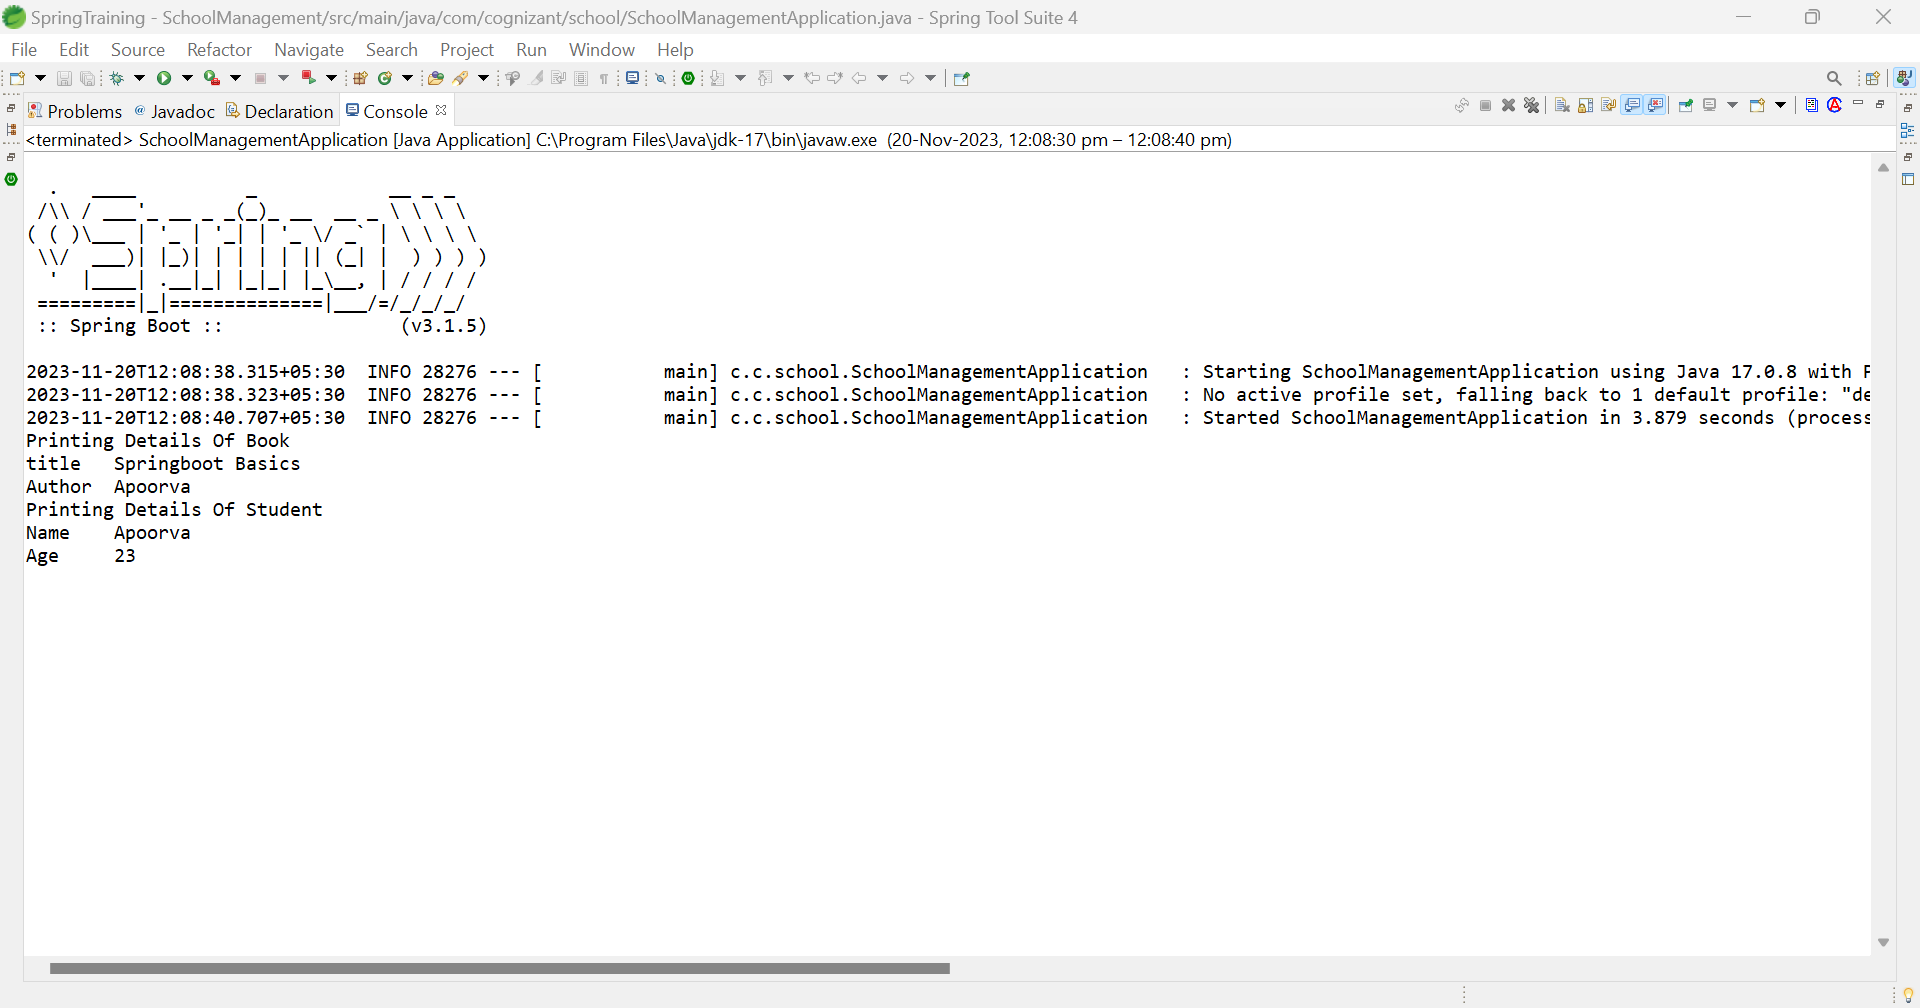 SpringTraining - SchoolManagement/src/main/java/com/cognizant/school/SchoolManagementApplication.java - Spring Tool Suite 4
File Edit Source Refactor Navigate Search Project Run Window Help
Problems @ Javadoc Declaration Console
<terminated> SchoolManagementApplication [Java Application] C:\Program Files\Java\jdk-17\bin\javaw.exe (20-Nov-2023, 12:08:30 pm – 12:08:40 pm)
  .   ____          _            __ _ _
 /\\ / ___'_ __ _ _(_)_ __  __ _ \ \ \ \
( ( )\___ | '_ | '_| | '_ \/ _` | \ \ \ \
 \\/  ___)| |_)| | | | | || (_| |  ) ) ) )
  '  |____| .__|_| |_|_| |_\__, | / / / /
 =========|_|==============|___/=/_/_/_/
 :: Spring Boot ::                (v3.1.5)
2023-11-20T12:08:38.315+05:30  INFO 28276 --- [           main] c.c.school.SchoolManagementApplication   : Starting SchoolManagementApplication using Java 17.0.8 with
2023-11-20T12:08:38.323+05:30  INFO 28276 --- [           main] c.c.school.SchoolManagementApplication   : No active profile set, falling back to 1 default profile: "de
2023-11-20T12:08:40.707+05:30  INFO 28276 --- [           main] c.c.school.SchoolManagementApplication   : Started SchoolManagementApplication in 3.879 seconds (process
Printing Details Of Book
title   Springboot Basics
Author  Apoorva
Printing Details Of Student
Name    Apoorva
Age     23